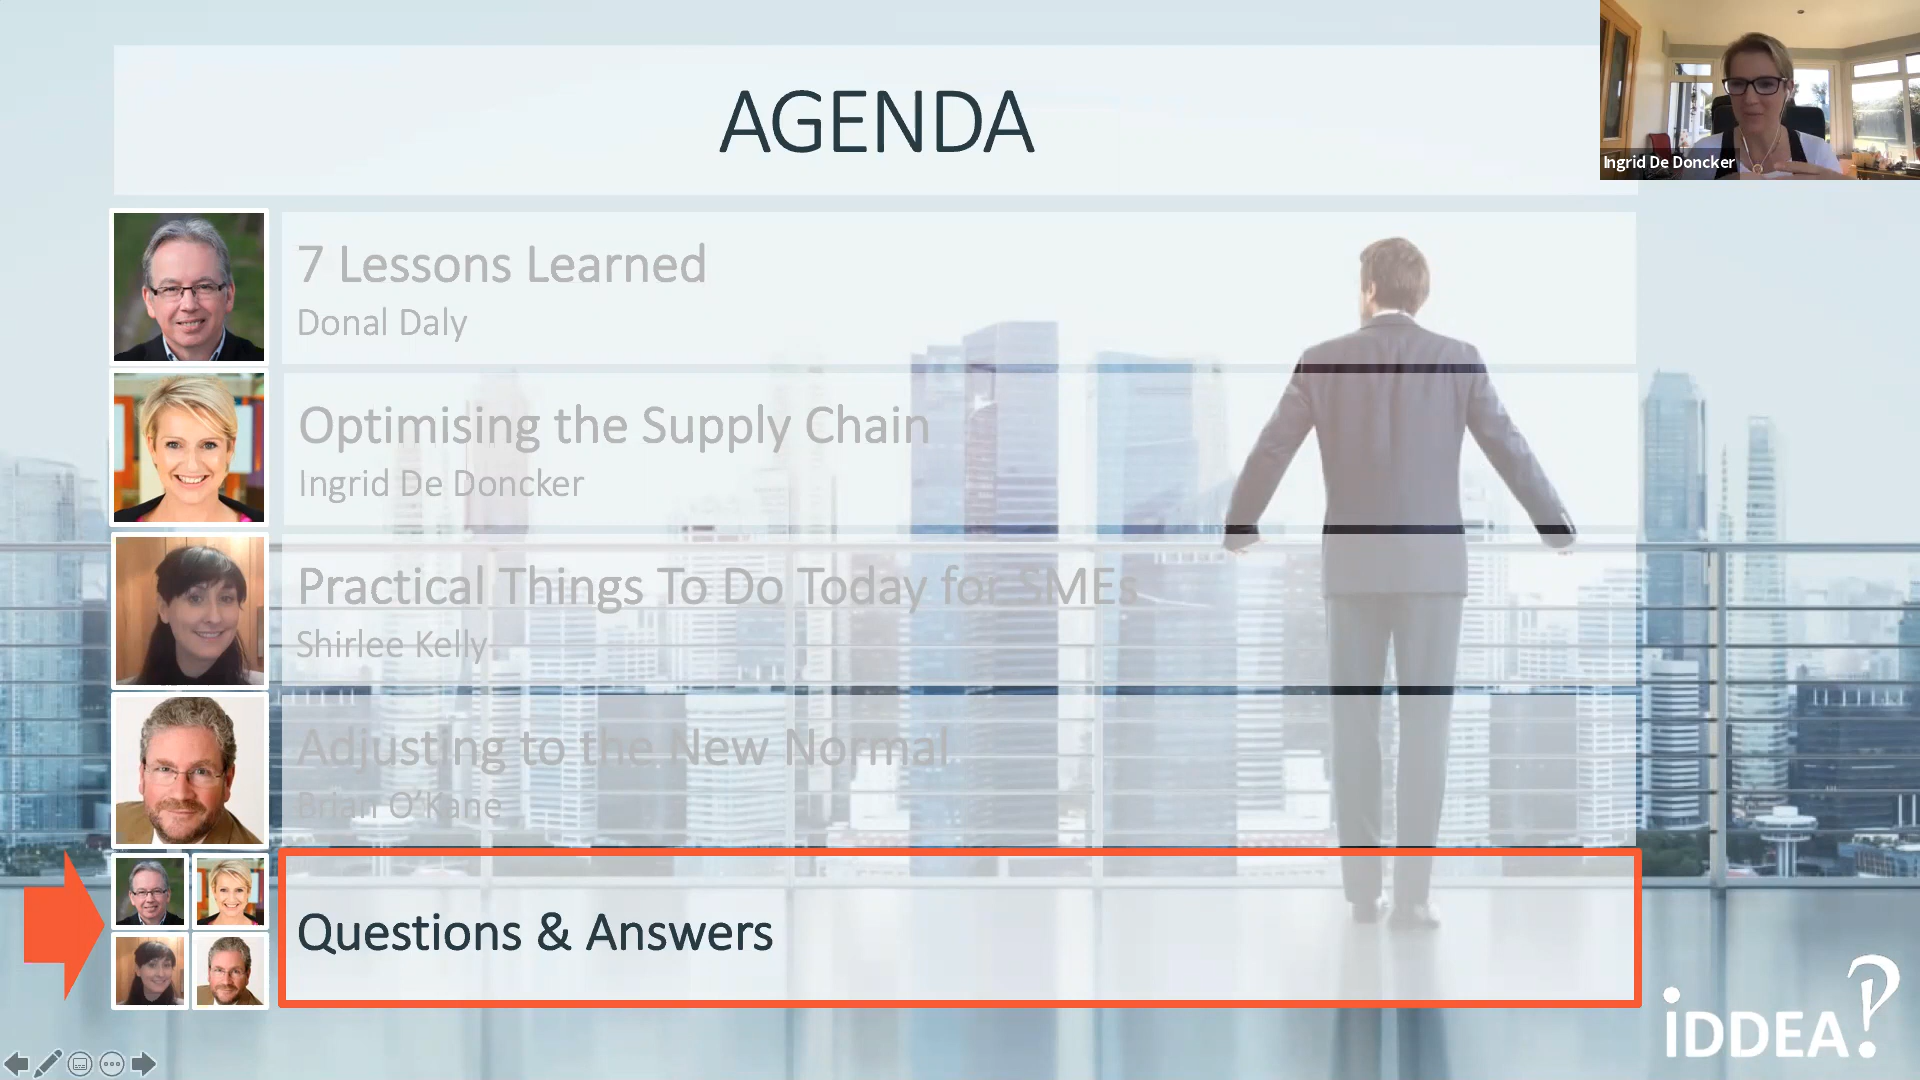 AGENDA
Ingrid De Doncker
7 Lessons Learned
Donal Daly
Optimising the Supply Chain
Ingrid De Doncker
Practical Things To Do Today for SMEs
Shirlee Kelly
Adjusting to the New Normal
Brian O'Kane
Questions & Answers
iDDEA?